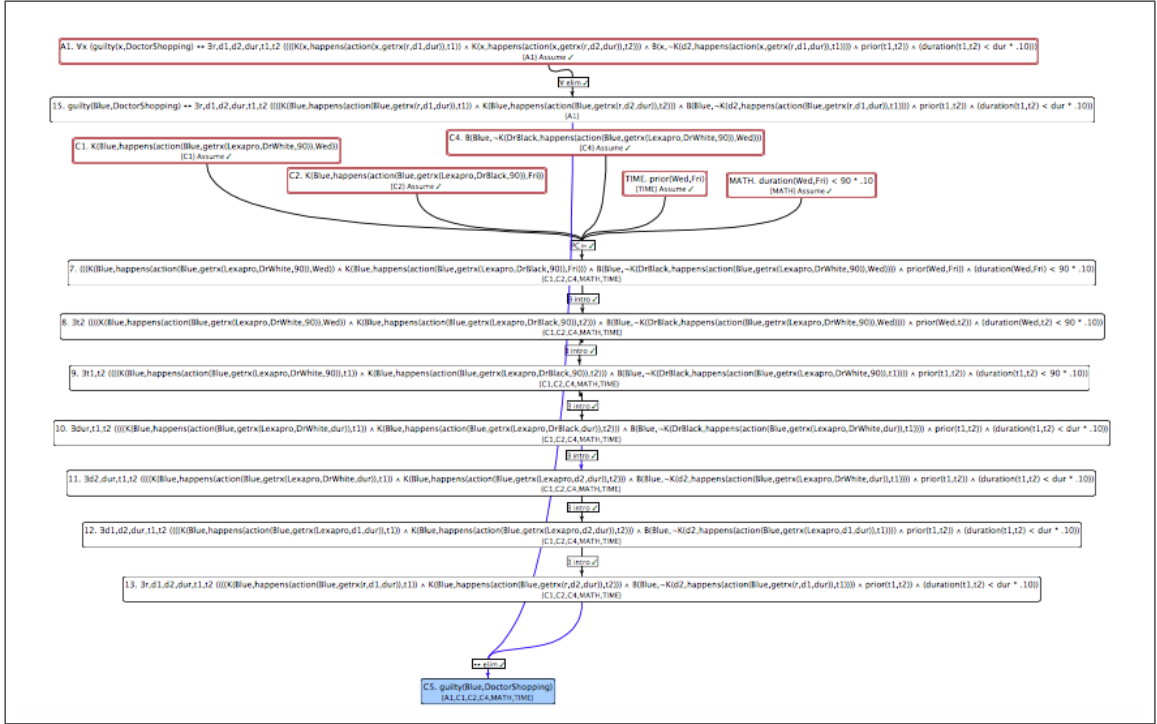 A1. ∀x (guilty(x,DoctorShopping) ↔ ∃r,d1,d2,dur,t1,t2 ((((K(x,happens(action(x,getrx(r,d1,dur)),t1)) ∧ K(x,happens(action(x,getrx(r,d2,dur)),t2))) ∧ B(x,¬K(d2,happens(action(x,getrx(r,d1,dur)),t1)))) ∧ prior(t1,t2)) ∧ (duration(t1,t2) < dur * .10)))
{A1} Assume ✓
∀ elim ✓
15. guilty(Blue,DoctorShopping) ↔ ∃r,d1,d2,dur,t1,t2 ((((K(Blue,happens(action(Blue,getrx(r,d1,dur)),t1)) ∧ K(Blue,happens(action(Blue,getrx(r,d2,dur)),t2))) ∧ B(Blue,¬K(d2,happens(action(Blue,getrx(r,d1,dur)),t1)))) ∧ prior(t1,t2)) ∧ (duration(t1,t2) < dur * .10))
{A1}
C1. K(Blue,happens(action(Blue,getrx(Lexapro,DrWhite,90)),Wed))
{C1} Assume ✓
C4. B(Blue,¬K(DrBlack,happens(action(Blue,getrx(Lexapro,DrWhite,90)),Wed)))
{C4} Assume ✓
C2. K(Blue,happens(action(Blue,getrx(Lexapro,DrBlack,90)),Fri))
{C2} Assume ✓
TIME. prior(Wed,Fri)
{TIME} Assume ✓
MATH. duration(Wed,Fri) < 90 * .10
{MATH} Assume ✓
PC ⊢ ✓
7. ((((K(Blue,happens(action(Blue,getrx(Lexapro,DrWhite,90)),Wed)) ∧ K(Blue,happens(action(Blue,getrx(Lexapro,DrBlack,90)),Fri))) ∧ B(Blue,¬K(DrBlack,happens(action(Blue,getrx(Lexapro,DrWhite,90)),Wed)))) ∧ prior(Wed,Fri)) ∧ (duration(Wed,Fri) < 90 * .10)
{C1,C2,C4,MATH,TIME}
∃ intro ✓
8. ∃t2 ((((K(Blue,happens(action(Blue,getrx(Lexapro,DrWhite,90)),Wed)) ∧ K(Blue,happens(action(Blue,getrx(Lexapro,DrBlack,90)),t2))) ∧ B(Blue,¬K(DrBlack,happens(action(Blue,getrx(Lexapro,DrWhite,90)),Wed)))) ∧ prior(Wed,t2)) ∧ (duration(Wed,t2) < 90 * .10))
{C1,C2,C4,MATH,TIME}
∃ intro ✓
9. ∃t1,t2 ((((K(Blue,happens(action(Blue,getrx(Lexapro,DrWhite,90)),t1)) ∧ K(Blue,happens(action(Blue,getrx(Lexapro,DrBlack,90)),t2))) ∧ B(Blue,¬K(DrBlack,happens(action(Blue,getrx(Lexapro,DrWhite,90)),t1)))) ∧ prior(t1,t2)) ∧ (duration(t1,t2) < 90 * .10))
{C1,C2,C4,MATH,TIME}
∃ intro ✓
10. ∃dur,t1,t2 ((((K(Blue,happens(action(Blue,getrx(Lexapro,DrWhite,dur)),t1)) ∧ K(Blue,happens(action(Blue,getrx(Lexapro,DrBlack,dur)),t2))) ∧ B(Blue,¬K(DrBlack,happens(action(Blue,getrx(Lexapro,DrWhite,dur)),t1)))) ∧ prior(t1,t2)) ∧ (duration(t1,t2) < dur * .10))
{C1,C2,C4,MATH,TIME}
∃ intro ✓
11. ∃d2,dur,t1,t2 ((((K(Blue,happens(action(Blue,getrx(Lexapro,DrWhite,dur)),t1)) ∧ K(Blue,happens(action(Blue,getrx(Lexapro,d2,dur)),t2))) ∧ B(Blue,¬K(d2,happens(action(Blue,getrx(Lexapro,DrWhite,dur)),t1)))) ∧ prior(t1,t2)) ∧ (duration(t1,t2) < dur * .10))
{C1,C2,C4,MATH,TIME}
∃ intro ✓
12. ∃d1,d2,dur,t1,t2 ((((K(Blue,happens(action(Blue,getrx(Lexapro,d1,dur)),t1)) ∧ K(Blue,happens(action(Blue,getrx(Lexapro,d2,dur)),t2))) ∧ B(Blue,¬K(d2,happens(action(Blue,getrx(Lexapro,d1,dur)),t1)))) ∧ prior(t1,t2)) ∧ (duration(t1,t2) < dur * .10))
{C1,C2,C4,MATH,TIME}
∃ intro ✓
13. ∃r,d1,d2,dur,t1,t2 ((((K(Blue,happens(action(Blue,getrx(r,d1,dur)),t1)) ∧ K(Blue,happens(action(Blue,getrx(r,d2,dur)),t2))) ∧ B(Blue,¬K(d2,happens(action(Blue,getrx(r,d1,dur)),t1)))) ∧ prior(t1,t2)) ∧ (duration(t1,t2) < dur * .10))
{C1,C2,C4,MATH,TIME}
↔ elim ✓
C5. guilty(Blue,DoctorShopping)
{A1,C1,C2,C4,MATH,TIME}